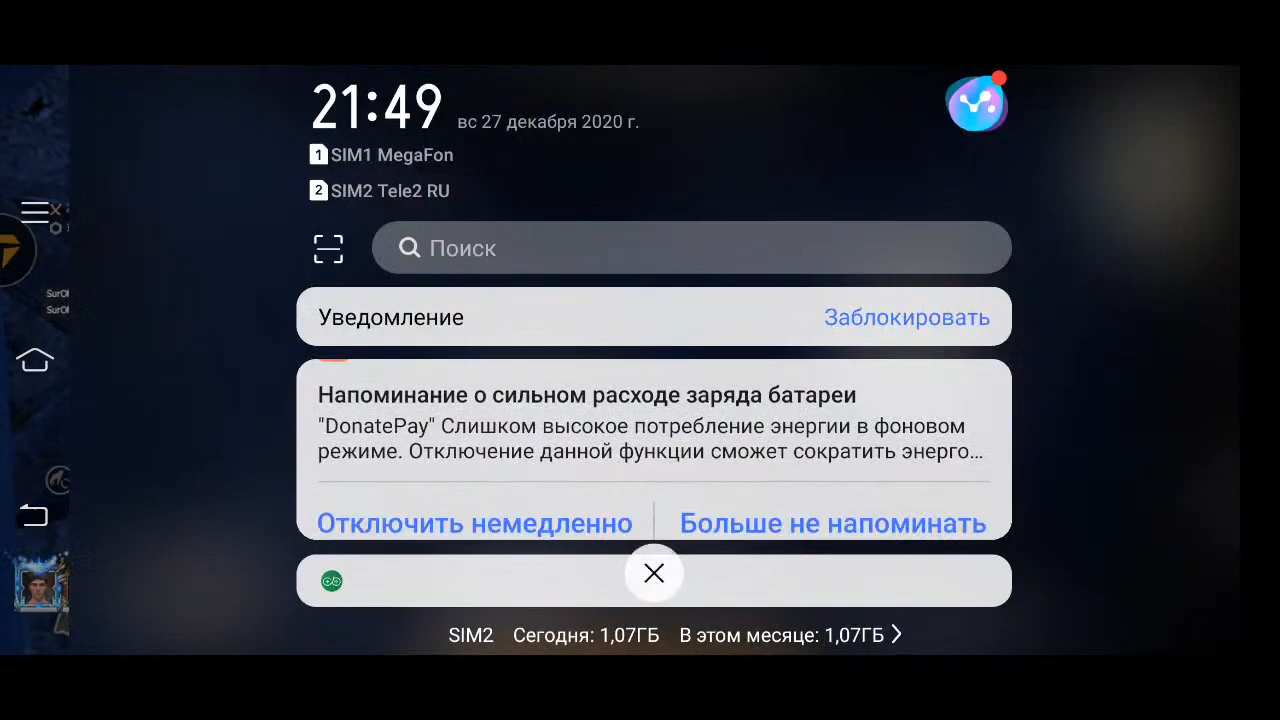 21:49 вс 27 декабря 2020 г.
1 SIM1 MegaFon
2 SIM2 Tele2 RU
Поиск
Уведомление Заблокировать
Напоминание о сильном расходе заряда батареи
"DonatePay" Слишком высокое потребление энергии в фоновом
режиме. Отключение данной функции сможет сократить энерго...
Отключить немедленно Больше не напоминать
SIM2 Сегодня: 1,07ГБ В этом месяце: 1,07ГБ